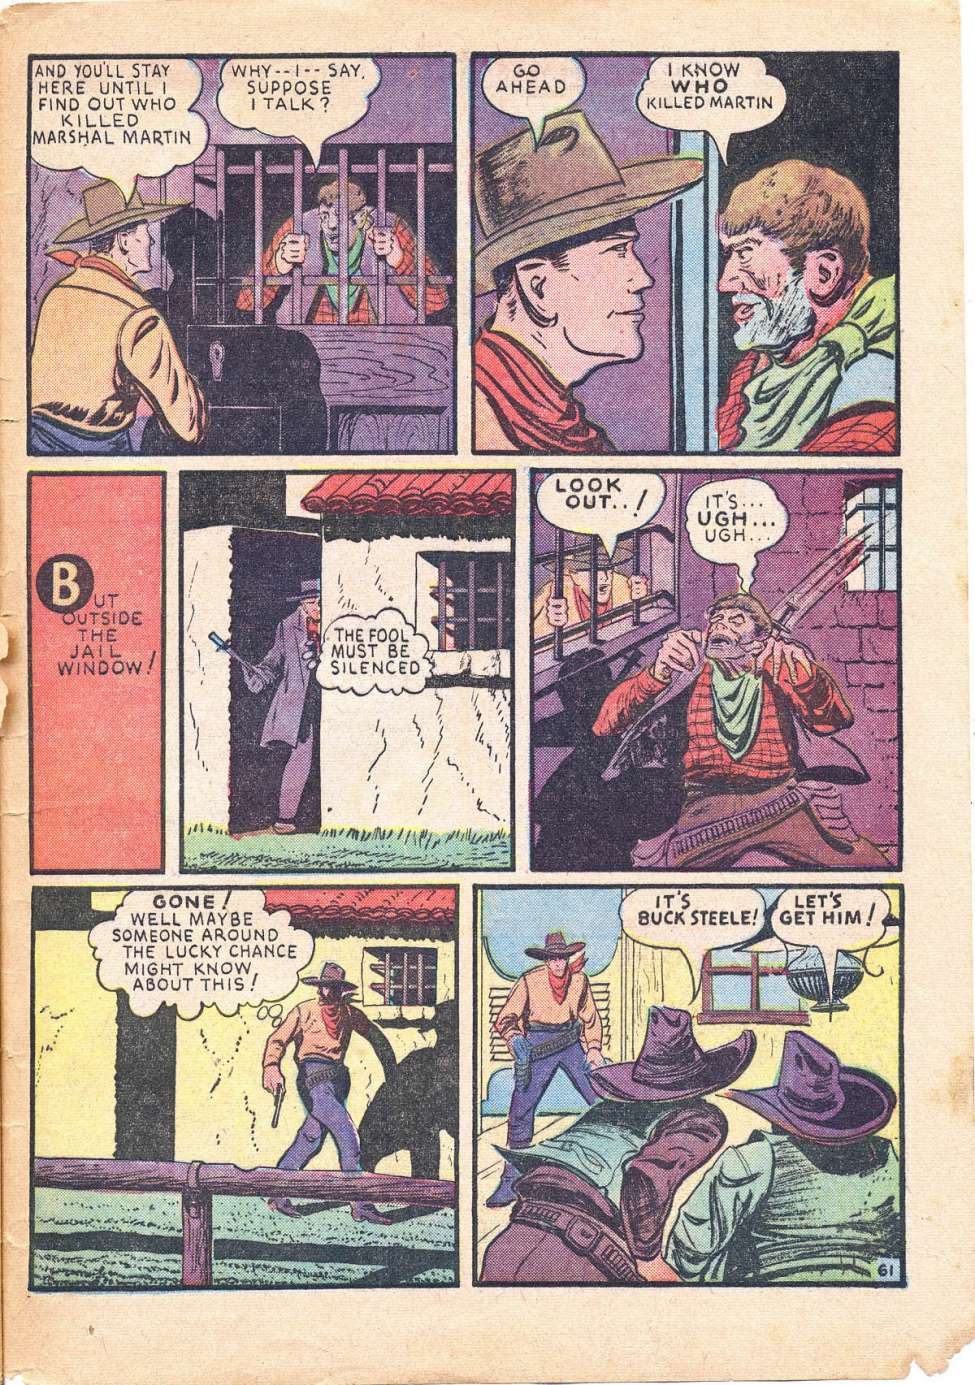 AND YOU'LL STAY
HERE UNTIL I
FIND OUT WHO
KILLED
MARSHAL MARTIN
WHY--I--SAY,
SUPPOSE
I TALK?
GO
AHEAD
I KNOW
WHO
KILLED MARTIN
BUT
OUTSIDE
THE
JAIL
WINDOW!
THE FOOL
MUST BE
SILENCED
LOOK
OUT..!
IT'S...
UGH...
UGH...
GONE!
WELL MAYBE
SOMEONE AROUND
THE LUCKY CHANCE
MIGHT KNOW
ABOUT THIS!
IT'S
BUCK STEELE!
LET'S
GET HIM!
61